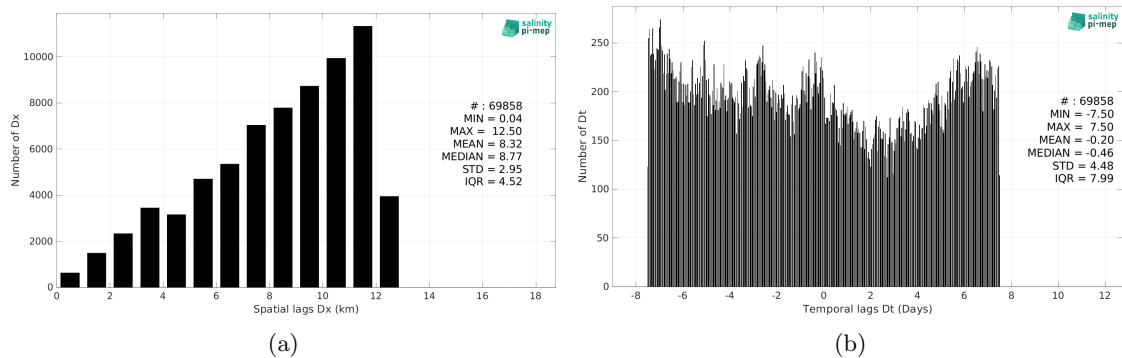 salinity
pi-mep
10000
8000
6000
4000
2000
0
Number of Dx
# : 69858
MIN = 0.04
MAX = 12.50
MEAN = 8.32
MEDIAN = 8.77
STD = 2.95
IQR = 4.52
0 2 4 6 8 10 12 14 16 18
Spatial lags Dx (km)
(a)
salinity
pi-mep
250
200
150
100
50
0
Number of Dt
# : 69858
MIN = -7.50
MAX = 7.50
MEAN = -0.20
MEDIAN = -0.46
STD = 4.48
IQR = 7.99
-8 -6 -4 -2 0 2 4 6 8 10 12
Temporal lags Dt (Days)
(b)